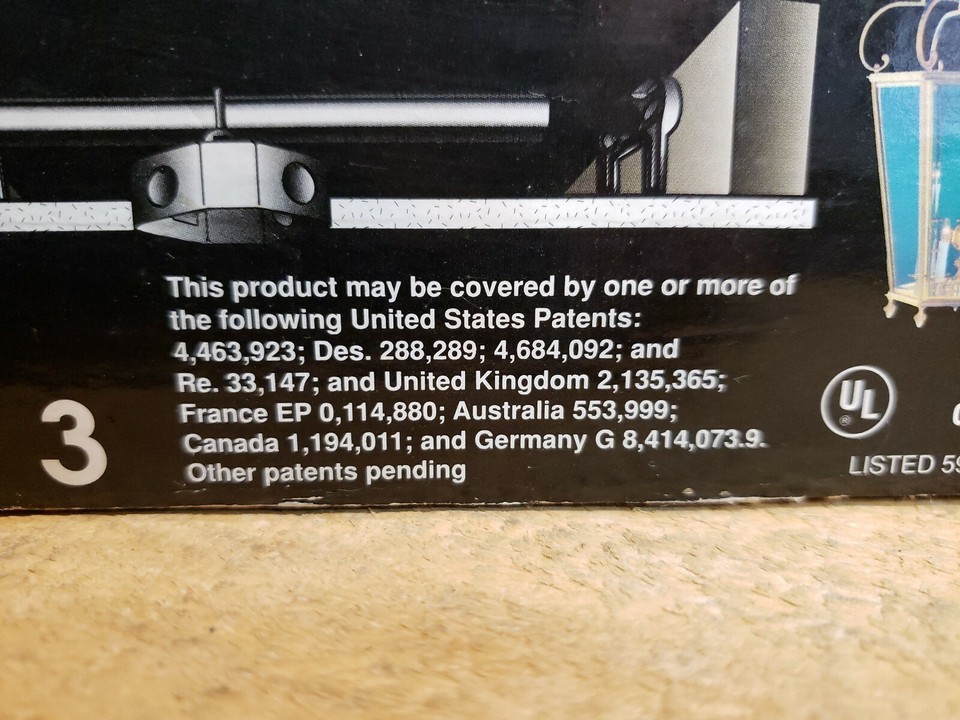 This product may be covered by one or more of
the following United States Patents:
4,463,923; Des. 288,289; 4,684,092; and
Re. 33,147; and United Kingdom 2,135,365;
France EP 0,114,880; Australia 553,999;
Canada 1,194,011; and Germany G 8,414,073.9.
Other patents pending
3
UL
®
LISTED 59